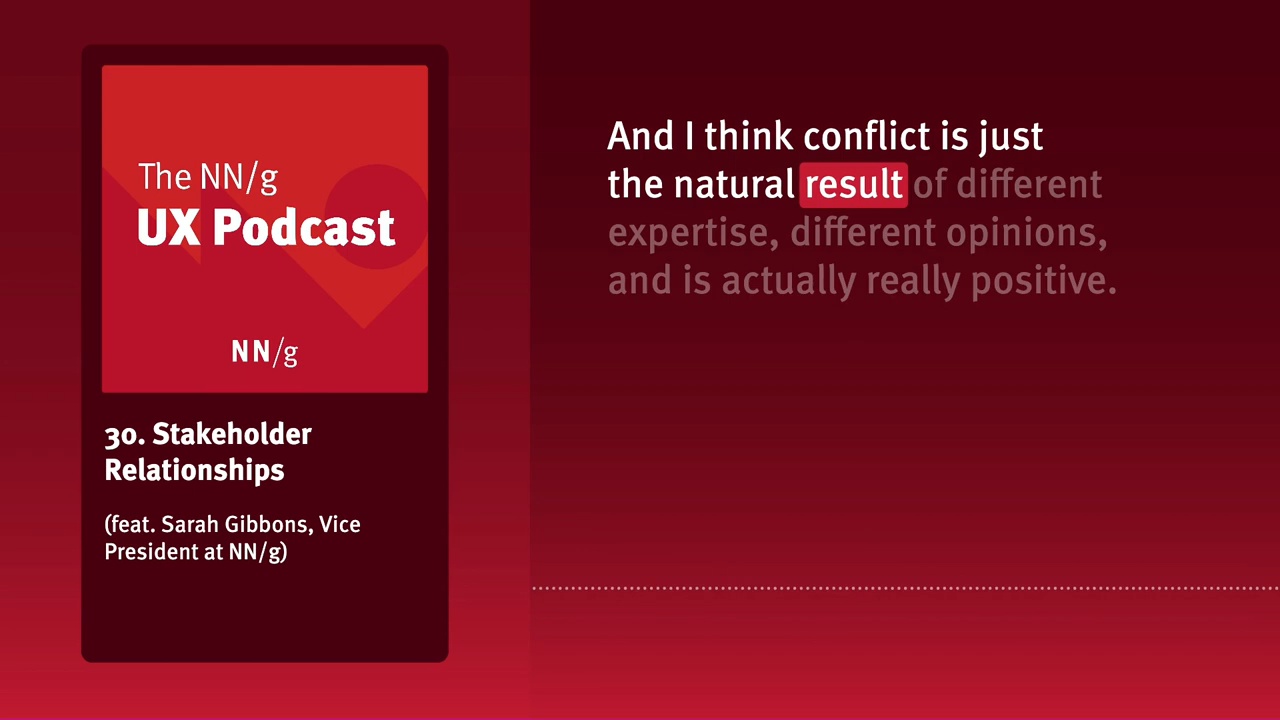 The NN/g
UX Podcast
NN/g
30. Stakeholder
Relationships
(feat. Sarah Gibbons, Vice
President at NN/g)
And I think conflict is just
the natural result of different
expertise, different opinions,
and is actually really positive.